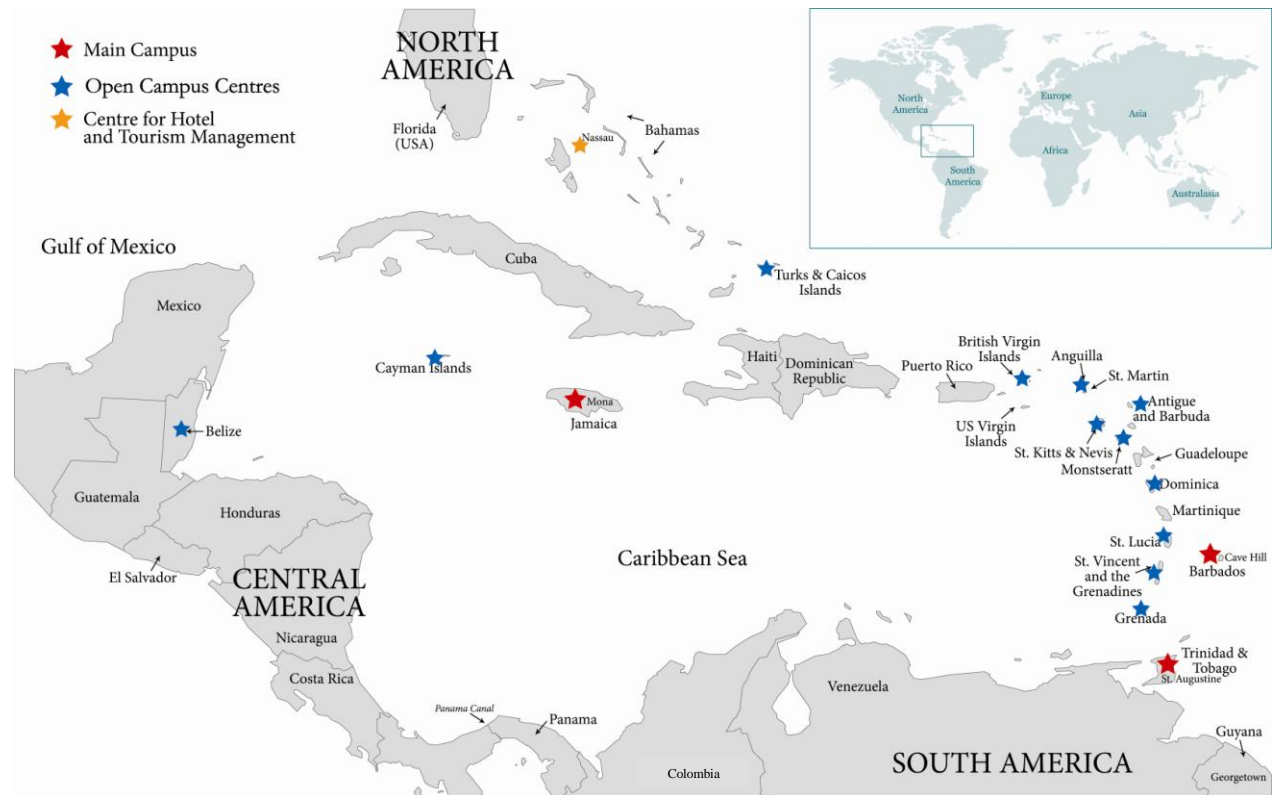 Main Campus
Open Campus Centres
Centre for Hotel
and Tourism Management
NORTH
AMERICA
Florida
(USA)
Bahamas
Nassau
North
America
Europe
Asia
Africa
South
America
Australasia
Gulf of Mexico
Cuba
Turks & Caicos
Islands
Mexico
Cayman Islands
Haiti
Dominican
Republic
Puerto Rico
British Virgin
Islands
Anguilla
St. Martin
Mona
Jamaica
Antigue
and Barbuda
US Virgin
Islands
Belize
St. Kitts & Nevis
Monstseratt
Guadeloupe
Dominica
Guatemala
Honduras
Martinique
El Salvador
Caribbean Sea
St. Lucia
Cave Hill
Barbados
St. Vincent
and the
Grenadines
CENTRAL
AMERICA
Grenada
Nicaragua
Trinidad &
Tobago
St. Augustine
Costa Rica
Venezuela
Panama Canal
Panama
Guyana
SOUTH AMERICA
Colombia
Georgetown